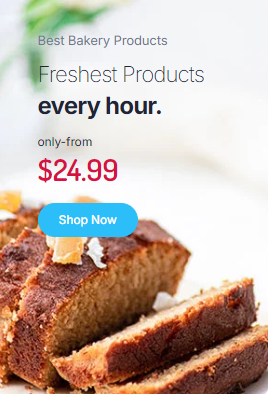 Best Bakery Products
Freshest Products
every hour.
only-from
$24.99
Shop Now